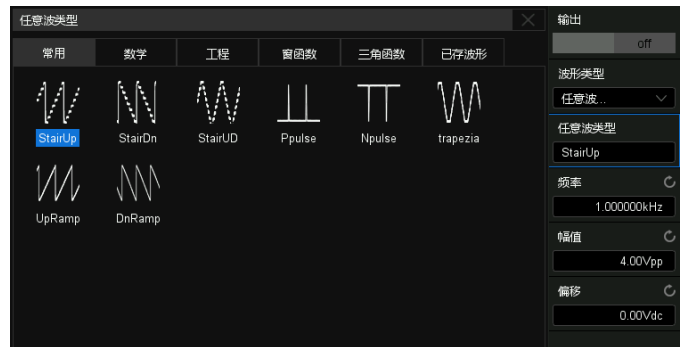 任意波类型
常用 数学 工程 窗函数 三角函数 已存波形
StairUp StairDn StairUD Ppulse Npulse trapezia
UpRamp DnRamp
输出
off
波形类型
任意波...
任意波类型
StairUp
频率
1.000000kHz
幅值
4.00Vpp
偏移
0.00Vdc